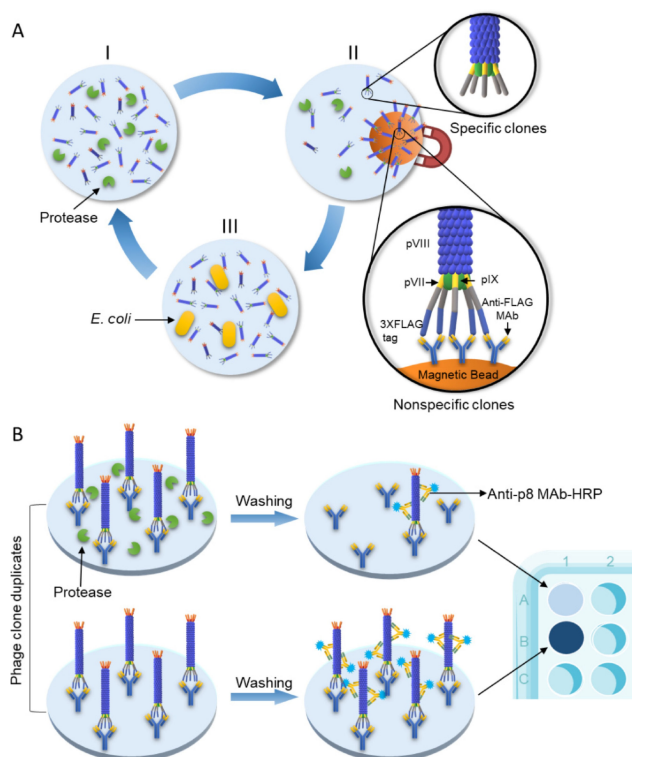 A
I
II
III
Specific clones
Protease
E. coli
pVIII
pVII
pIX
Anti-FLAG
MAb
3XFLAG
tag
Magnetic Bead
Nonspecific clones
B
Phage clone duplicates
Washing
Anti-p8 MAb-HRP
Protease
1 2
A
B
C
Washing